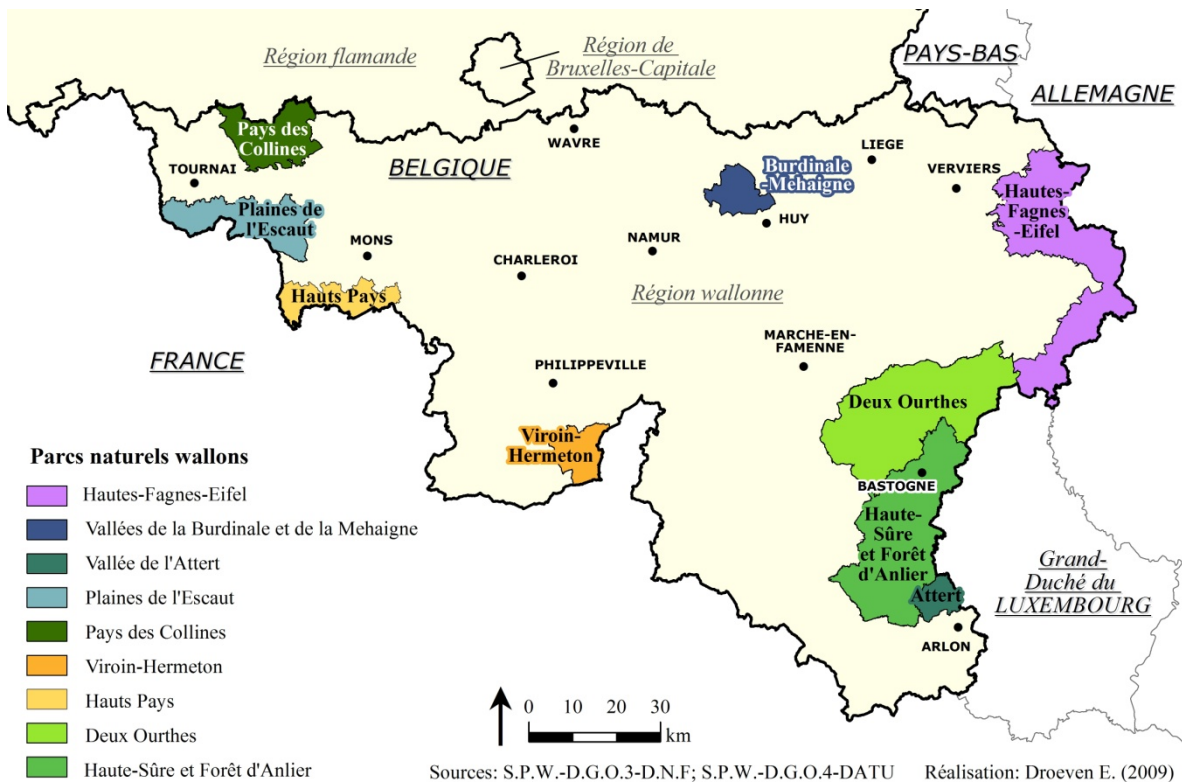 Région flamande
Région de
Bruxelles-Capitale
PAYS-BAS
ALLEMAGNE
Pays des
Collines
WAVRE
BELGIQUE
TOURNAI
LIEGE
Burdinale
-Mehaigne
VERVIERS
Hautes-
Fagnes
-Eifel
Plaines de
l'Escaut
HUY
MONS
NAMUR
CHARLEROI
Hauts Pays
Région wallonne
FRANCE
MARCHE-EN-
FAMENNE
PHILIPPEVILLE
Deux Ourthes
Viroin-
Hermeton
BASTOGNE
Haute-
Sûre
et Forêt
d'Anlier
Attert
ARLON
Grand-
Duché du
LUXEMBOURG
Parcs naturels wallons
Hautes-Fagnes-Eifel
Vallées de la Burdinale et de la Mehaigne
Vallée de l'Attert
Plaines de l'Escaut
Pays des Collines
Viroin-Hermeton
Hauts Pays
Deux Ourthes
Haute-Sûre et Forêt d'Anlier
0 10 20 30
km
Sources: S.P.W.-D.G.O.3-D.N.F; S.P.W.-D.G.O.4-DATU Réalisation: Droeven E. (2009)